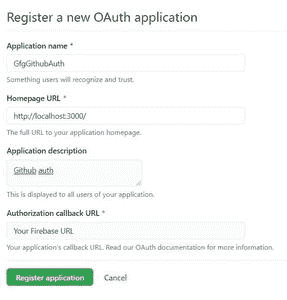 Register a new OAuth application
Application name *
GfgGithubAuth
Something users will recognize and trust.
Homepage URL *
http://localhost:3000/
The full URL to your application homepage.
Application description
Github auth
This is displayed to all users of your application.
Authorization callback URL *
Your Firebase URL
Your application's callback URL. Read our OAuth documentation for more information.
Register application Cancel